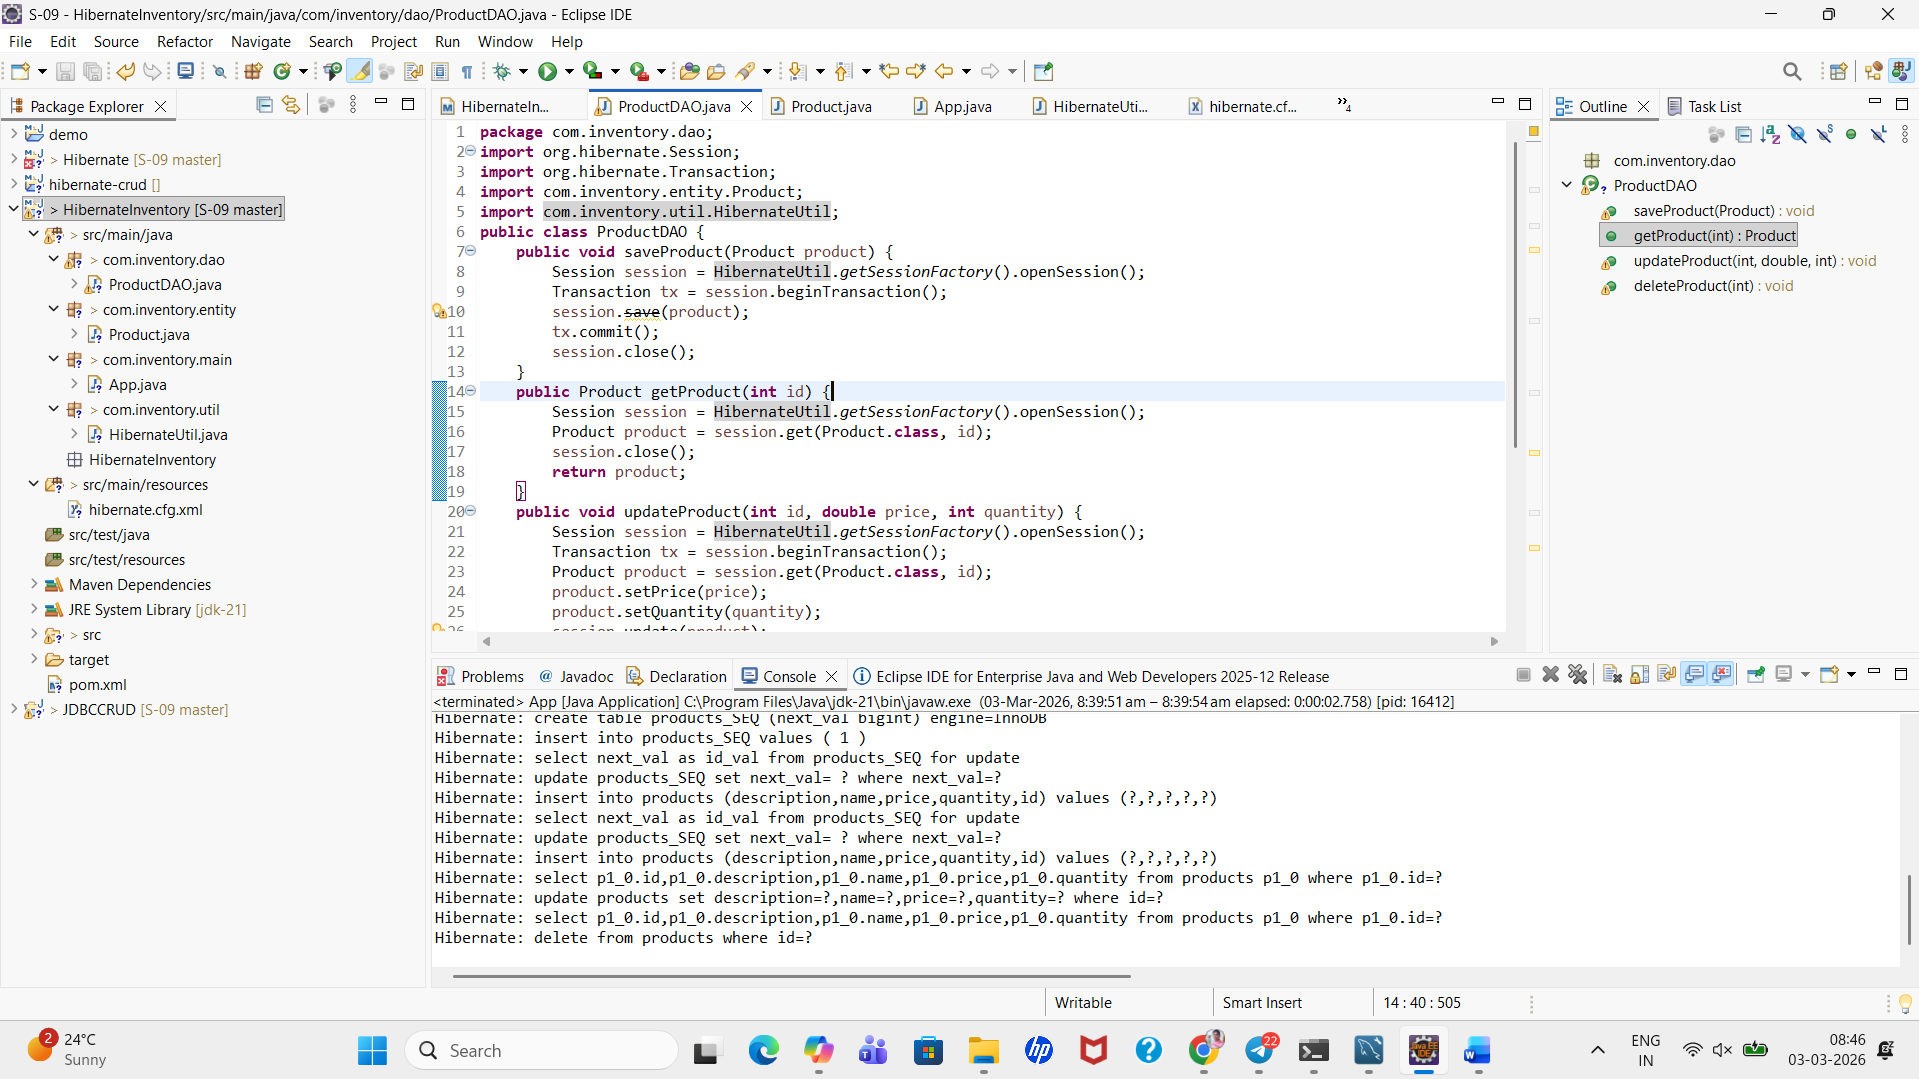 S-09 - HibernateInventory/src/main/java/com/inventory/dao/ProductDAO.java - Eclipse IDE
File Edit Source Refactor Navigate Search Project Run Window Help
Package Explorer
demo
> Hibernate [S-09 master]
hibernate-crud []
> HibernateInventory [S-09 master]
> src/main/java
> com.inventory.dao
ProductDAO.java
> com.inventory.entity
Product.java
> com.inventory.main
App.java
> com.inventory.util
HibernateUtil.java
HibernateInventory
> src/main/resources
hibernate.cfg.xml
src/test/java
src/test/resources
Maven Dependencies
JRE System Library [jdk-21]
> src
target
pom.xml
> JDBCCRUD [S-09 master]
HibernateIn... ProductDAO.java Product.java App.java HibernateUti... hibernate.cf... »4
1 package com.inventory.dao;
2 import org.hibernate.Session;
3 import org.hibernate.Transaction;
4 import com.inventory.entity.Product;
5 import com.inventory.util.HibernateUtil;
6 public class ProductDAO {
7 public void saveProduct(Product product) {
8 Session session = HibernateUtil.getSessionFactory().openSession();
9 Transaction tx = session.beginTransaction();
10 session.save(product);
11 tx.commit();
12 session.close();
13 }
14 public Product getProduct(int id) {
15 Session session = HibernateUtil.getSessionFactory().openSession();
16 Product product = session.get(Product.class, id);
17 session.close();
18 return product;
19 }
20 public void updateProduct(int id, double price, int quantity) {
21 Session session = HibernateUtil.getSessionFactory().openSession();
22 Transaction tx = session.beginTransaction();
23 Product product = session.get(Product.class, id);
24 product.setPrice(price);
25 product.setQuantity(quantity);
26 session.update(product);
Outline Task List
com.inventory.dao
ProductDAO
saveProduct(Product) : void
getProduct(int) : Product
updateProduct(int, double, int) : void
deleteProduct(int) : void
Problems @ Javadoc Declaration Console Eclipse IDE for Enterprise Java and Web Developers 2025-12 Release
<terminated> App [Java Application] C:\Program Files\Java\jdk-21\bin\javaw.exe (03-Mar-2026, 8:39:51 am – 8:39:54 am elapsed: 0:00:02.758) [pid: 16412]
Hibernate: create table products_SEQ (next_val bigint) engine=InnoDB
Hibernate: insert into products_SEQ values ( 1 )
Hibernate: select next_val as id_val from products_SEQ for update
Hibernate: update products_SEQ set next_val= ? where next_val=?
Hibernate: insert into products (description,name,price,quantity,id) values (?,?,?,?,?)
Hibernate: select next_val as id_val from products_SEQ for update
Hibernate: update products_SEQ set next_val= ? where next_val=?
Hibernate: insert into products (description,name,price,quantity,id) values (?,?,?,?,?)
Hibernate: select p1_0.id,p1_0.description,p1_0.name,p1_0.price,p1_0.quantity from products p1_0 where p1_0.id=?
Hibernate: update products set description=?,name=?,price=?,quantity=? where id=?
Hibernate: select p1_0.id,p1_0.description,p1_0.name,p1_0.price,p1_0.quantity from products p1_0 where p1_0.id=?
Hibernate: delete from products where id=?
Writable Smart Insert 14 : 40 : 505
2
24°C
Sunny
Search
hp
22
Java EE
IDE
ENG
IN
08:46
03-03-2026